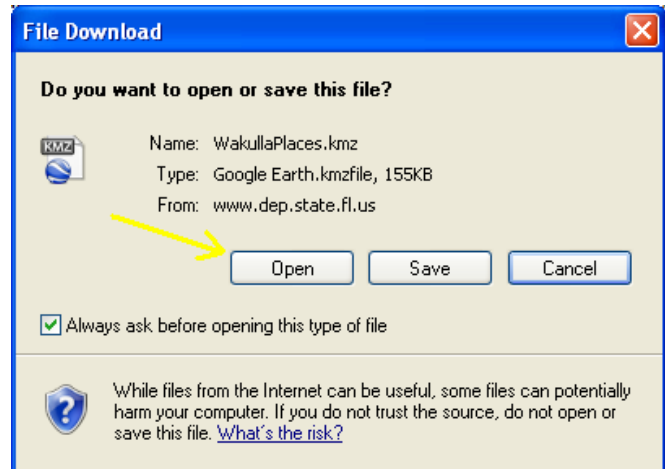 File Download
Do you want to open or save this file?
KMZ
Name: WakullaPlaces.kmz
Type: Google Earth.kmzfile, 155KB
From: www.dep.state.fl.us
Open Save Cancel
Always ask before opening this type of file
While files from the Internet can be useful, some files can potentially
harm your computer. If you do not trust the source, do not open or
save this file. What's the risk?